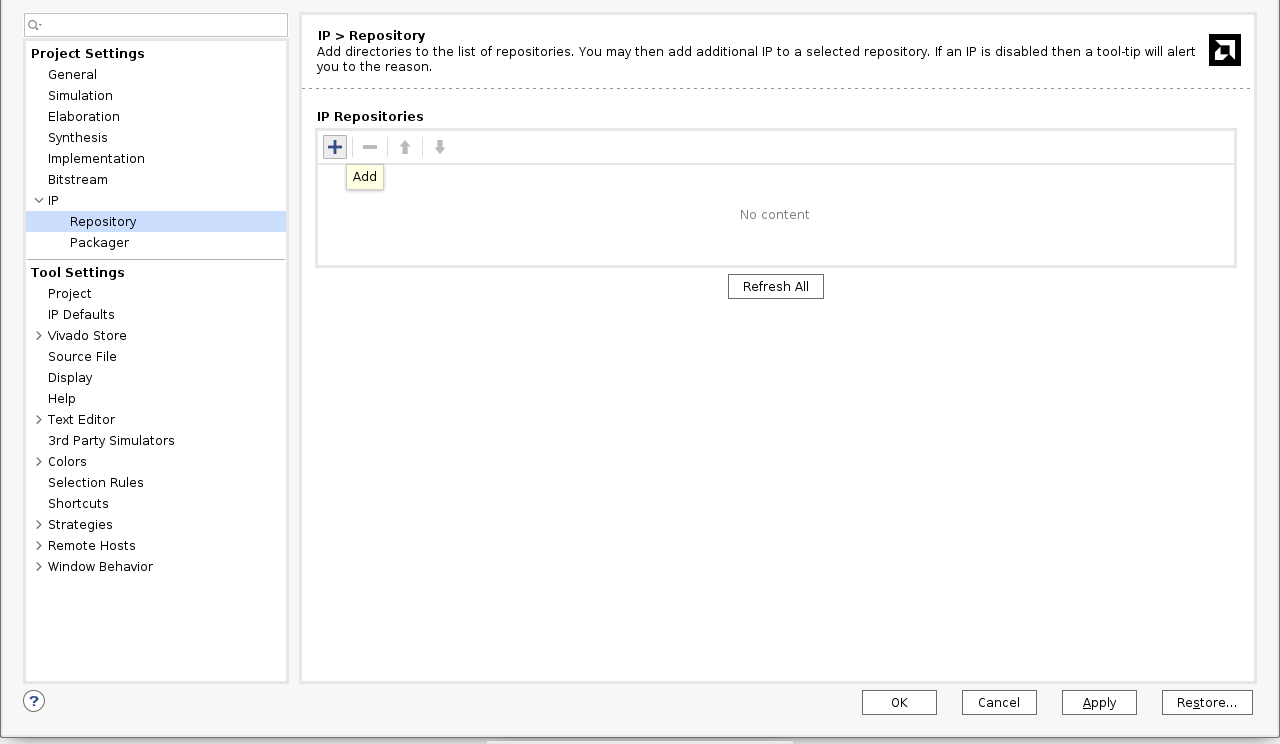 Project Settings
General
Simulation
Elaboration
Synthesis
Implementation
Bitstream
IP
Repository
Packager
Tool Settings
Project
IP Defaults
Vivado Store
Source File
Display
Help
Text Editor
3rd Party Simulators
Colors
Selection Rules
Shortcuts
Strategies
Remote Hosts
Window Behavior
IP > Repository
Add directories to the list of repositories. You may then add additional IP to a selected repository. If an IP is disabled then a tool-tip will alert
you to the reason.
IP Repositories
Add
No content
Refresh All
?
OK
Cancel
Apply
Restore...